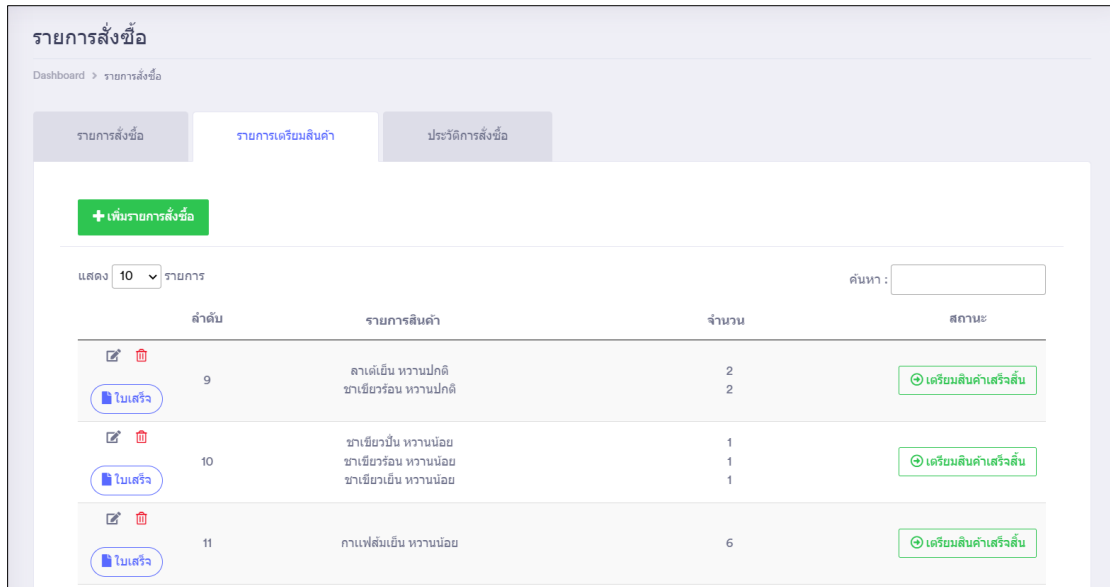 รายการสั่งซื้อ
Dashboard > รายการสั่งซื้อ
รายการสั่งซื้อ รายการเตรียมสินค้า ประวัติการสั่งซื้อ
เพิ่มรายการสั่งซื้อ
แสดง 10 รายการ ค้นหา :
ลำดับ รายการสินค้า จำนวน สถานะ
9 ลาเต้เย็น หวานปกติ 2
ชาเขียวร้อน หวานปกติ 2
ใบเสร็จ เตรียมสินค้าเสร็จสิ้น
ชาเขียวปั่น หวานน้อย 1
10 ชาเขียวร้อน หวานน้อย 1 เตรียมสินค้าเสร็จสิ้น
ใบเสร็จ ชาเขียวเย็น หวานน้อย 1
11 กาแฟส้มเย็น หวานน้อย 6 เตรียมสินค้าเสร็จสิ้น
ใบเสร็จ